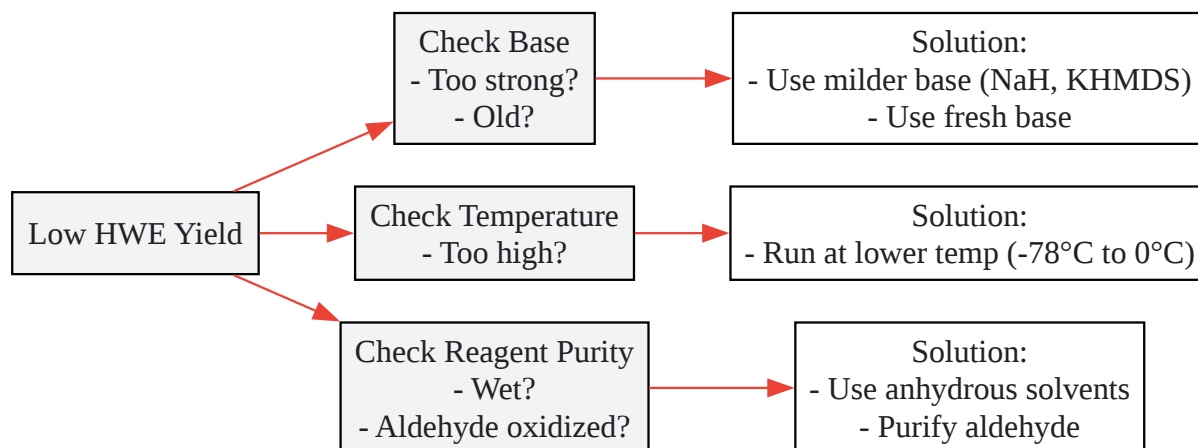 Low HWE Yield
Check Base
- Too strong?
- Old?
Solution:
- Use milder base (NaH, KHMDS)
- Use fresh base
Check Temperature
- Too high?
Solution:
- Run at lower temp (-78°C to 0°C)
Check Reagent Purity
- Wet?
- Aldehyde oxidized?
Solution:
- Use anhydrous solvents
- Purify aldehyde